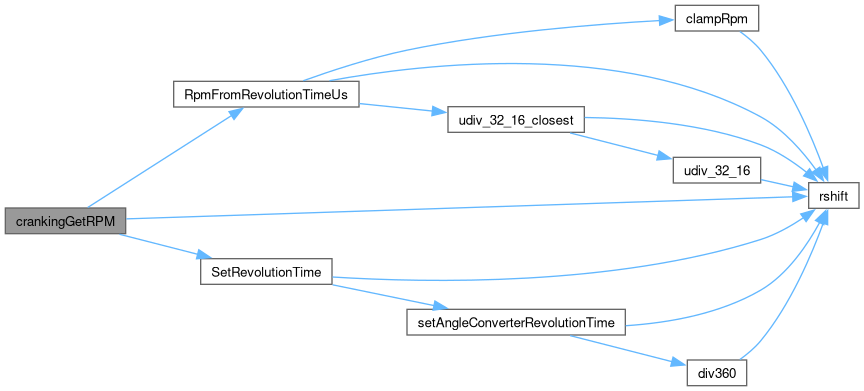 clampRpm
RpmFromRevolutionTimeUs
udiv_32_16_closest
udiv_32_16
rshift
crankingGetRPM
SetRevolutionTime
setAngleConverterRevolutionTime
div360